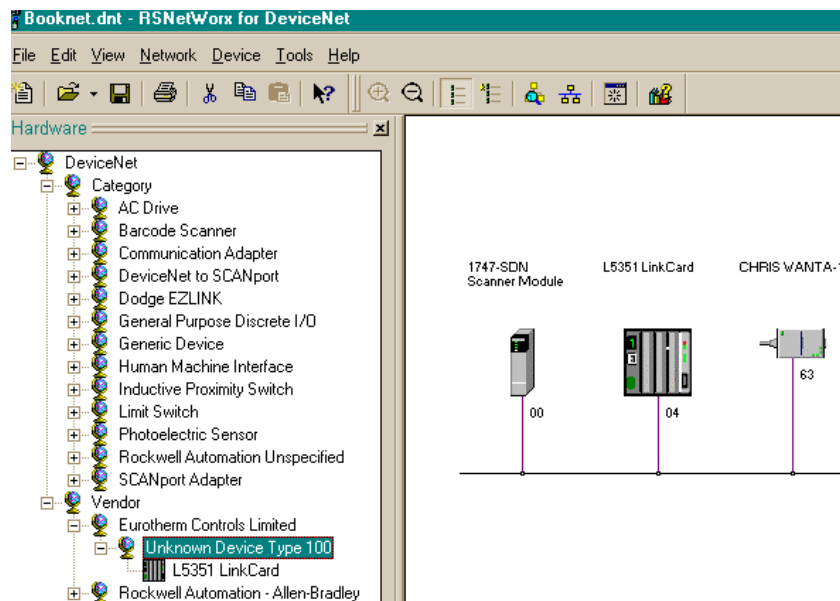 Booknet.dnt - RSNetWorx for DeviceNet
File Edit View Network Device Tools Help
Hardware
DeviceNet
Category
AC Drive
Barcode Scanner
Communication Adapter
DeviceNet to SCANport
Dodge EZLINK
General Purpose Discrete I/O
Generic Device
Human Machine Interface
Inductive Proximity Switch
Limit Switch
Photoelectric Sensor
Rockwell Automation Unspecified
SCANport Adapter
Vendor
Eurotherm Controls Limited
Unknown Device Type 100
L5351 LinkCard
Rockwell Automation - Allen-Bradley
1747-SDN
Scanner Module
L5351 LinkCard
CHRIS WANTA-
00
04
63